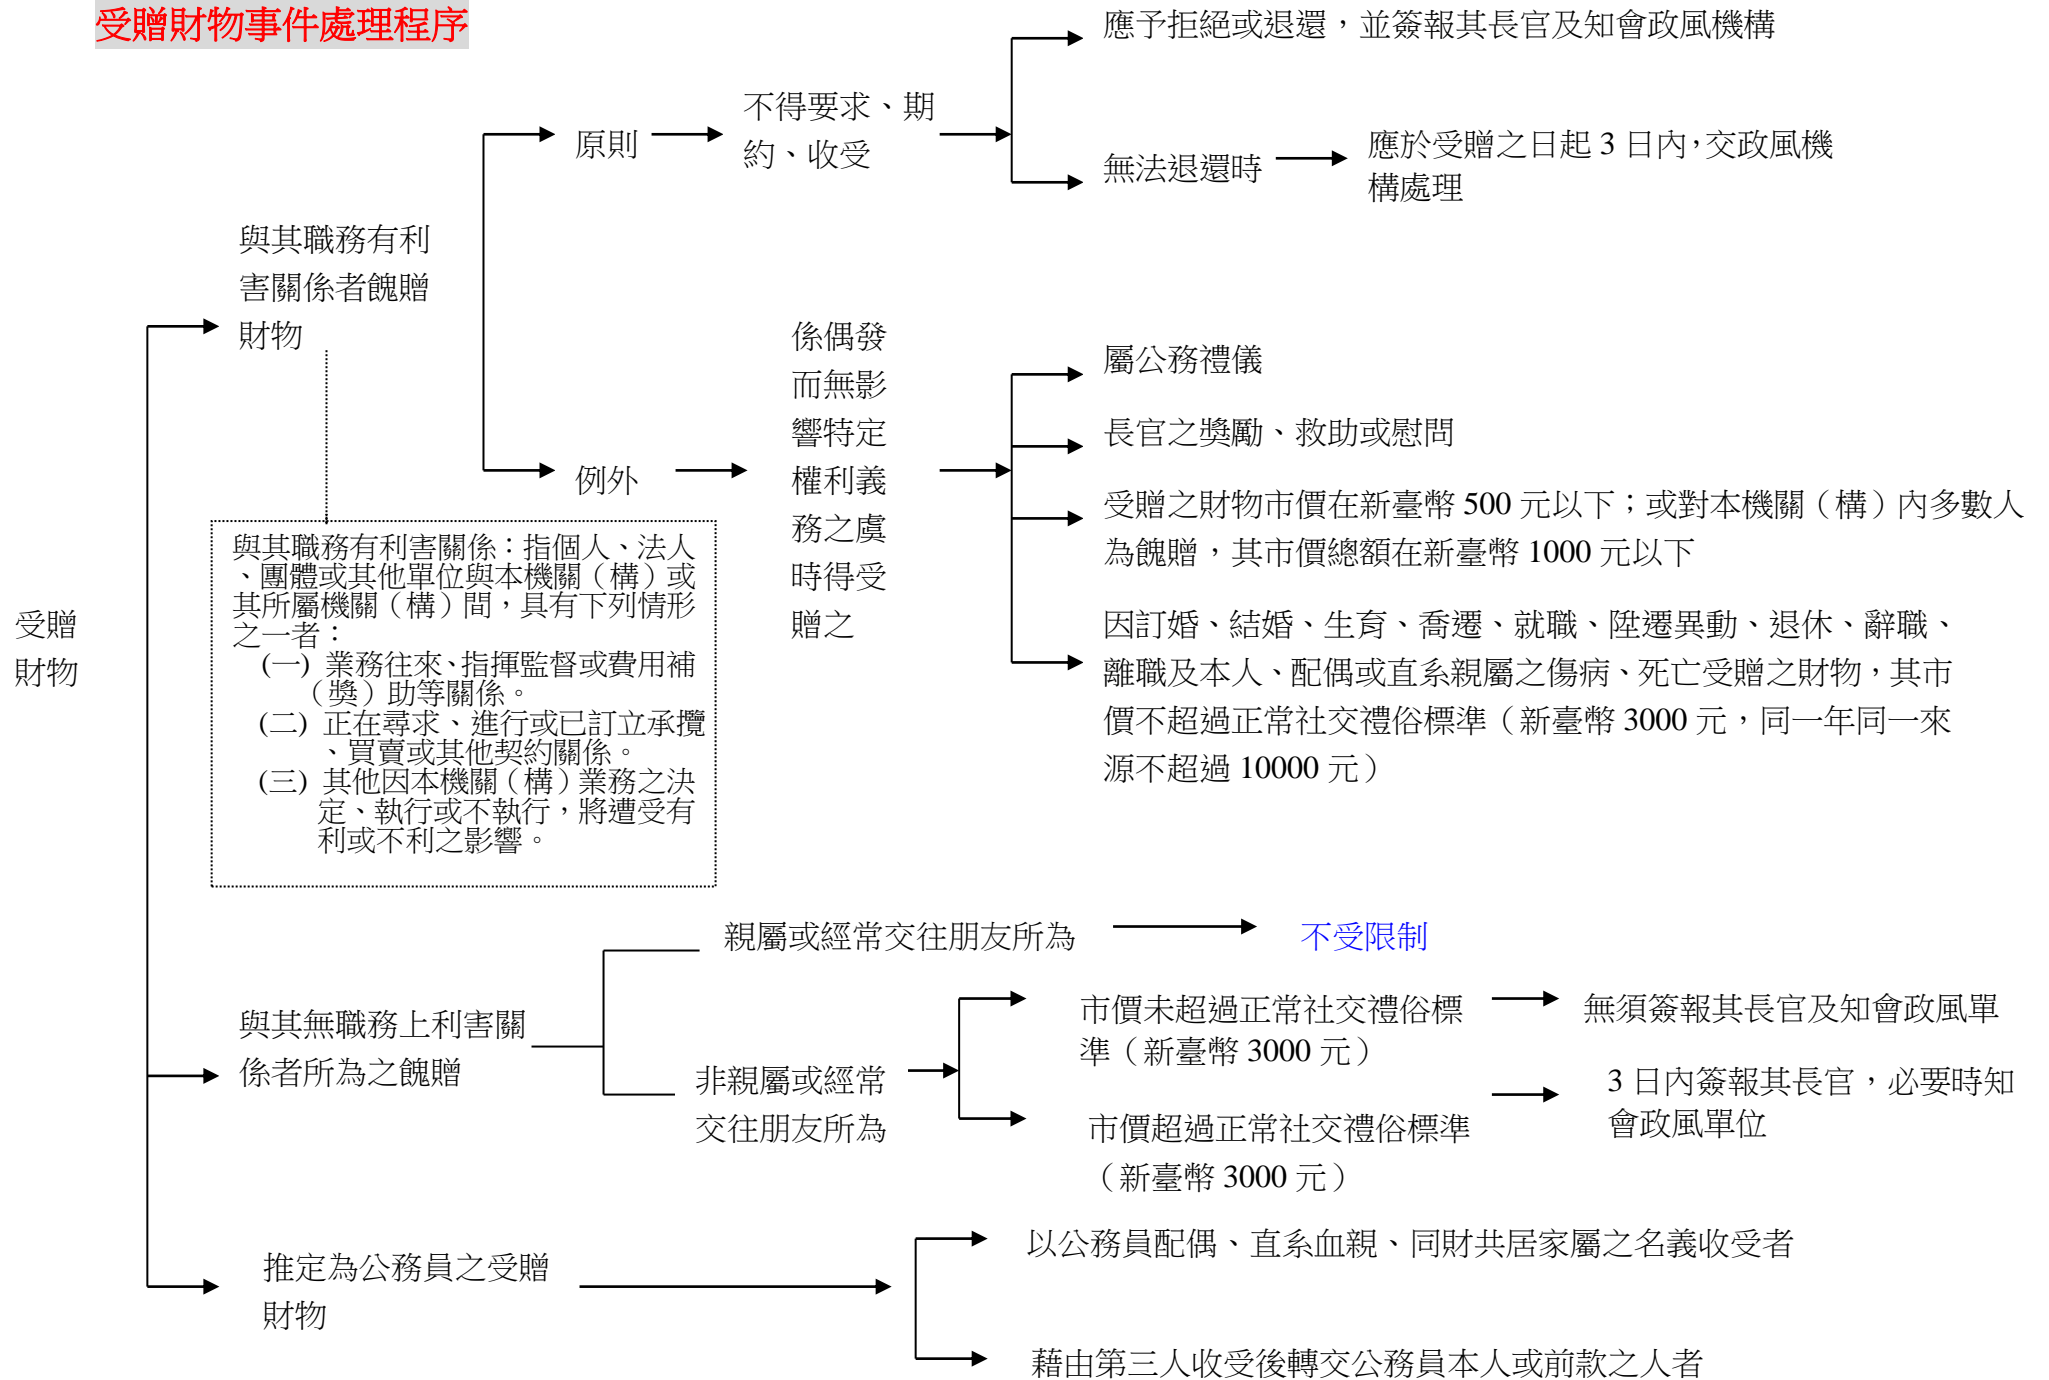 受贈財物事件處理程序
應予拒絕或退還，並簽報其長官及知會政風機構
不得要求、期
約、收受
原則
無法退還時
應於受贈之日起 3 日內，交政風機
構處理
與其職務有利
害關係者餽贈
財物
係偶發
而無影
響特定
權利義
務之虞
時得受
贈之
例外
屬公務禮儀
長官之獎勵、救助或慰問
受贈之財物市價在新臺幣 500 元以下；或對本機關（構）內多數人
為餽贈，其市價總額在新臺幣 1000 元以下
因訂婚、結婚、生育、喬遷、就職、陞遷異動、退休、辭職、
離職及本人、配偶或直系親屬之傷病、死亡受贈之財物，其市
價不超過正常社交禮俗標準（新臺幣 3000 元，同一年同一來
源不超過 10000 元）
與其職務有利害關係：指個人、法人
、團體或其他單位與本機關（構）或
其所屬機關（構）間，具有下列情形
之一者：
(一) 業務往來、指揮監督或費用補
（獎）助等關係。
(二) 正在尋求、進行或已訂立承攬
、買賣或其他契約關係。
(三) 其他因本機關（構）業務之決
定、執行或不執行，將遭受有
利或不利之影響。
受贈
財物
親屬或經常交往朋友所為
不受限制
與其無職務上利害關
係者所為之餽贈
非親屬或經常
交往朋友所為
市價未超過正常社交禮俗標
準（新臺幣 3000 元）
無須簽報其長官及知會政風單
市價超過正常社交禮俗標準
（新臺幣 3000 元）
3 日內簽報其長官，必要時知
會政風單位
推定為公務員之受贈
財物
以公務員配偶、直系血親、同財共居家屬之名義收受者
藉由第三人收受後轉交公務員本人或前款之人者